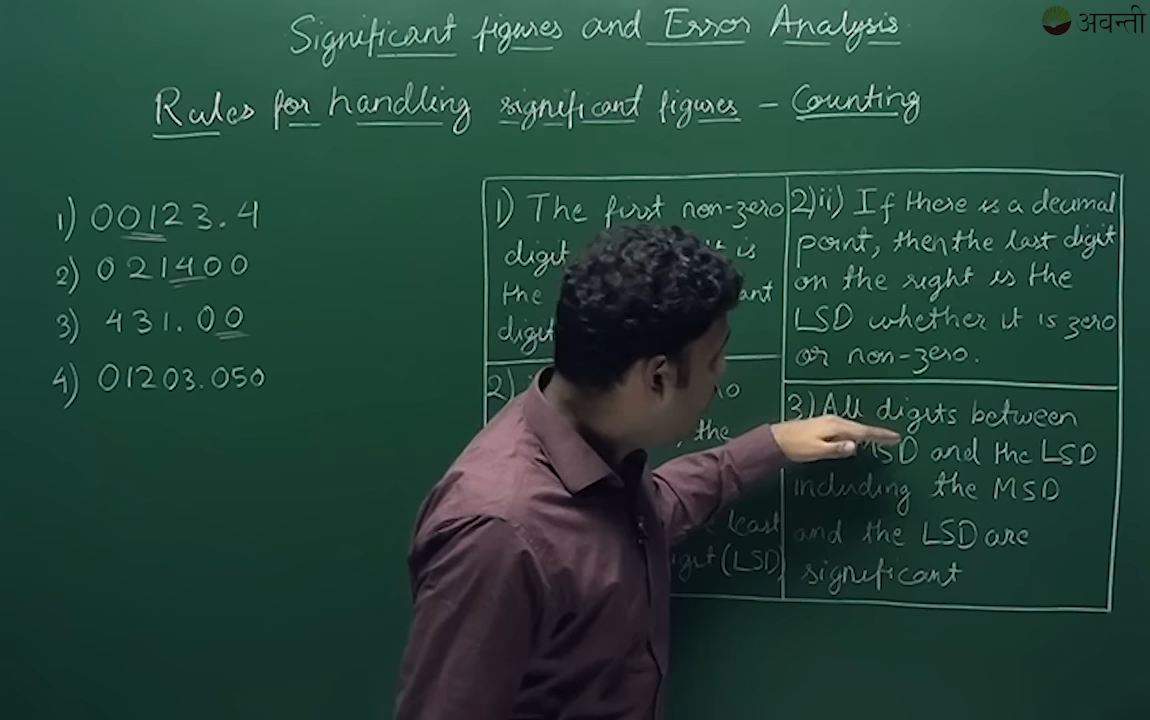 अवन्ती
Significant figures and Error Analysis
Rules for handling significant figures – Counting
1) 00123.4
2) 021400
3) 431.00
4) 01203.050
1) The first non-zero
digit is
the
digit
2)
, the
least
(LSD)
2)ii) If there is a decimal
point, then the last digit
on the right is the
LSD whether it is zero
or non-zero.
3) All digits between
MSD and the LSD
including the MSD
and the LSD are
significant